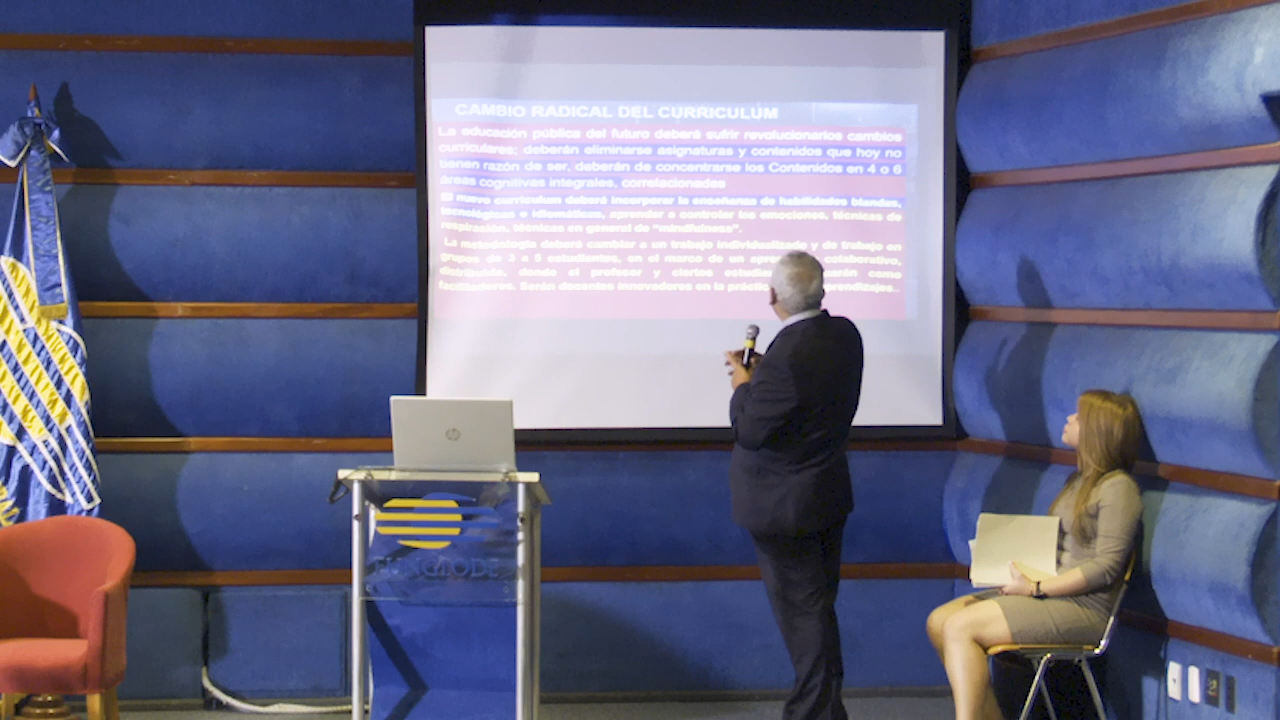 CAMBIO RADICAL DEL CURRICULUM
La educación pública del futuro deberá sufrir revolucionarios cambios
curriculares; deberán eliminarse asignaturas y contenidos que hoy no
tienen razón de ser, deberán de concentrarse los Contenidos en 4 o 6
áreas cognitivas integrales, correlacionadas
El nuevo curriculum deberá incorporar la enseñanza de habilidades blandas,
tecnológicas e idiomáticas, aprender a controlar las emociones, técnicas de
respiración, técnicas en general de "mindfulness".
La metodología deberá cambiar a un trabajo individualizado y de trabajo en
grupos de 3 a 5 estudiantes, en el marco de un colaborativo,
distribuido, donde el profesor y ciertos como
facilitadores. Serán docentes innovadores en la
hp